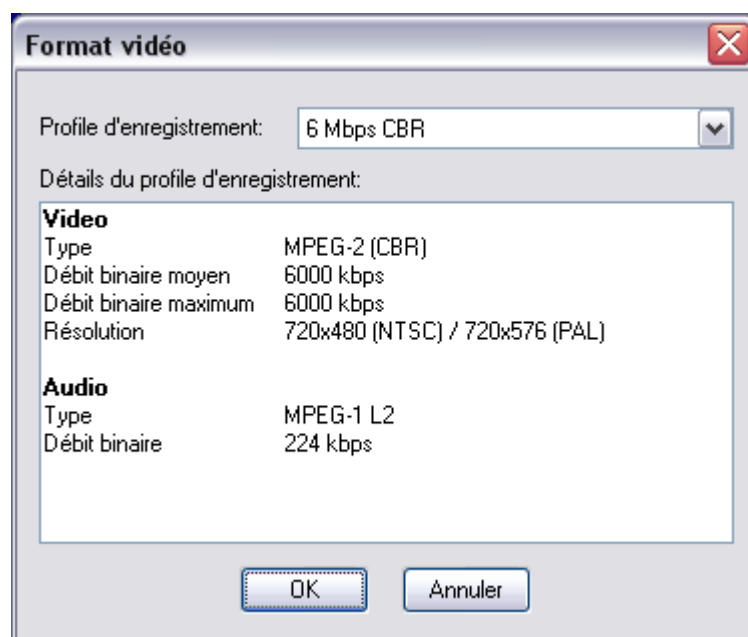 Format vidéo
Profile d'enregistrement: 6 Mbps CBR
Détails du profile d'enregistrement:
Video
Type MPEG-2 (CBR)
Débit binaire moyen 6000 kbps
Débit binaire maximum 6000 kbps
Résolution 720x480 (NTSC) / 720x576 (PAL)
Audio
Type MPEG-1 L2
Débit binaire 224 kbps
OK Annuler